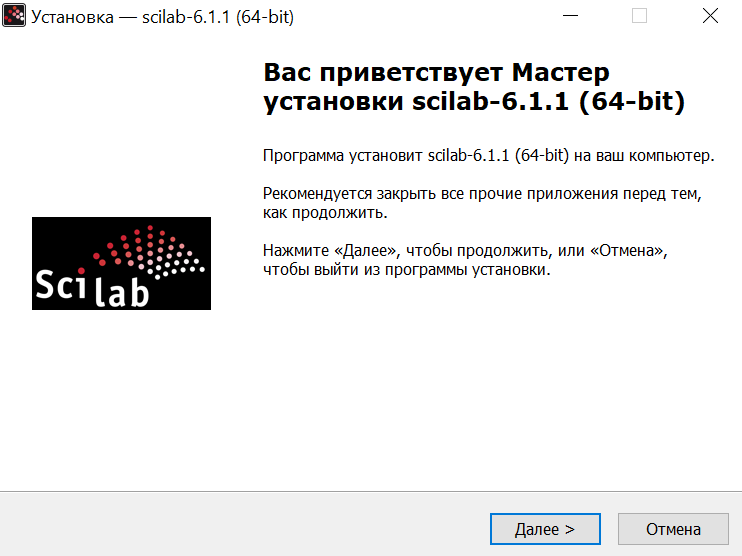 Установка — scilab-6.1.1 (64-bit)
Вас приветствует Мастер
установки scilab-6.1.1 (64-bit)
Программа установит scilab-6.1.1 (64-bit) на ваш компьютер.
Рекомендуется закрыть все прочие приложения перед тем,
как продолжить.
Нажмите «Далее», чтобы продолжить, или «Отмена»,
чтобы выйти из программы установки.
Scilab
Далее >
Отмена